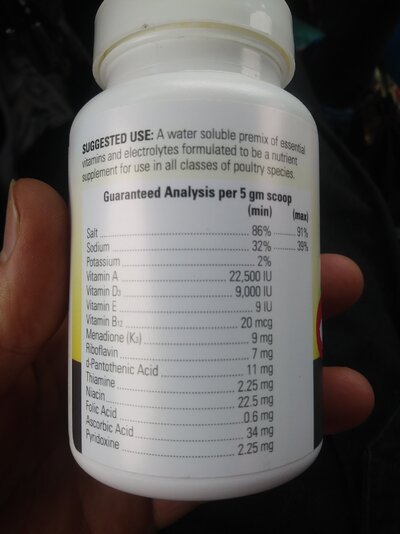 SUGGESTED USE: A water soluble premix of essential
vitamins and electrolytes formulated to be a nutrient
supplement for use in all classes of poultry species.
Guaranteed Analysis per 5 gm scoop
(min) (max)
Salt 86% 91%
Sodium 32% 39%
Potassium 2%
Vitamin A 22,500 IU
Vitamin D3 9,000 IU
Vitamin E 9 IU
Vitamin B12 20 mcg
Menadione (K3) 9 mg
Riboflavin 7 mg
d-Pantothenic Acid 11 mg
Thiamine 2.25 mg
Niacin 22.5 mg
Folic Acid 0.6 mg
Ascorbic Acid 34 mg
Pyridoxine 2.25 mg